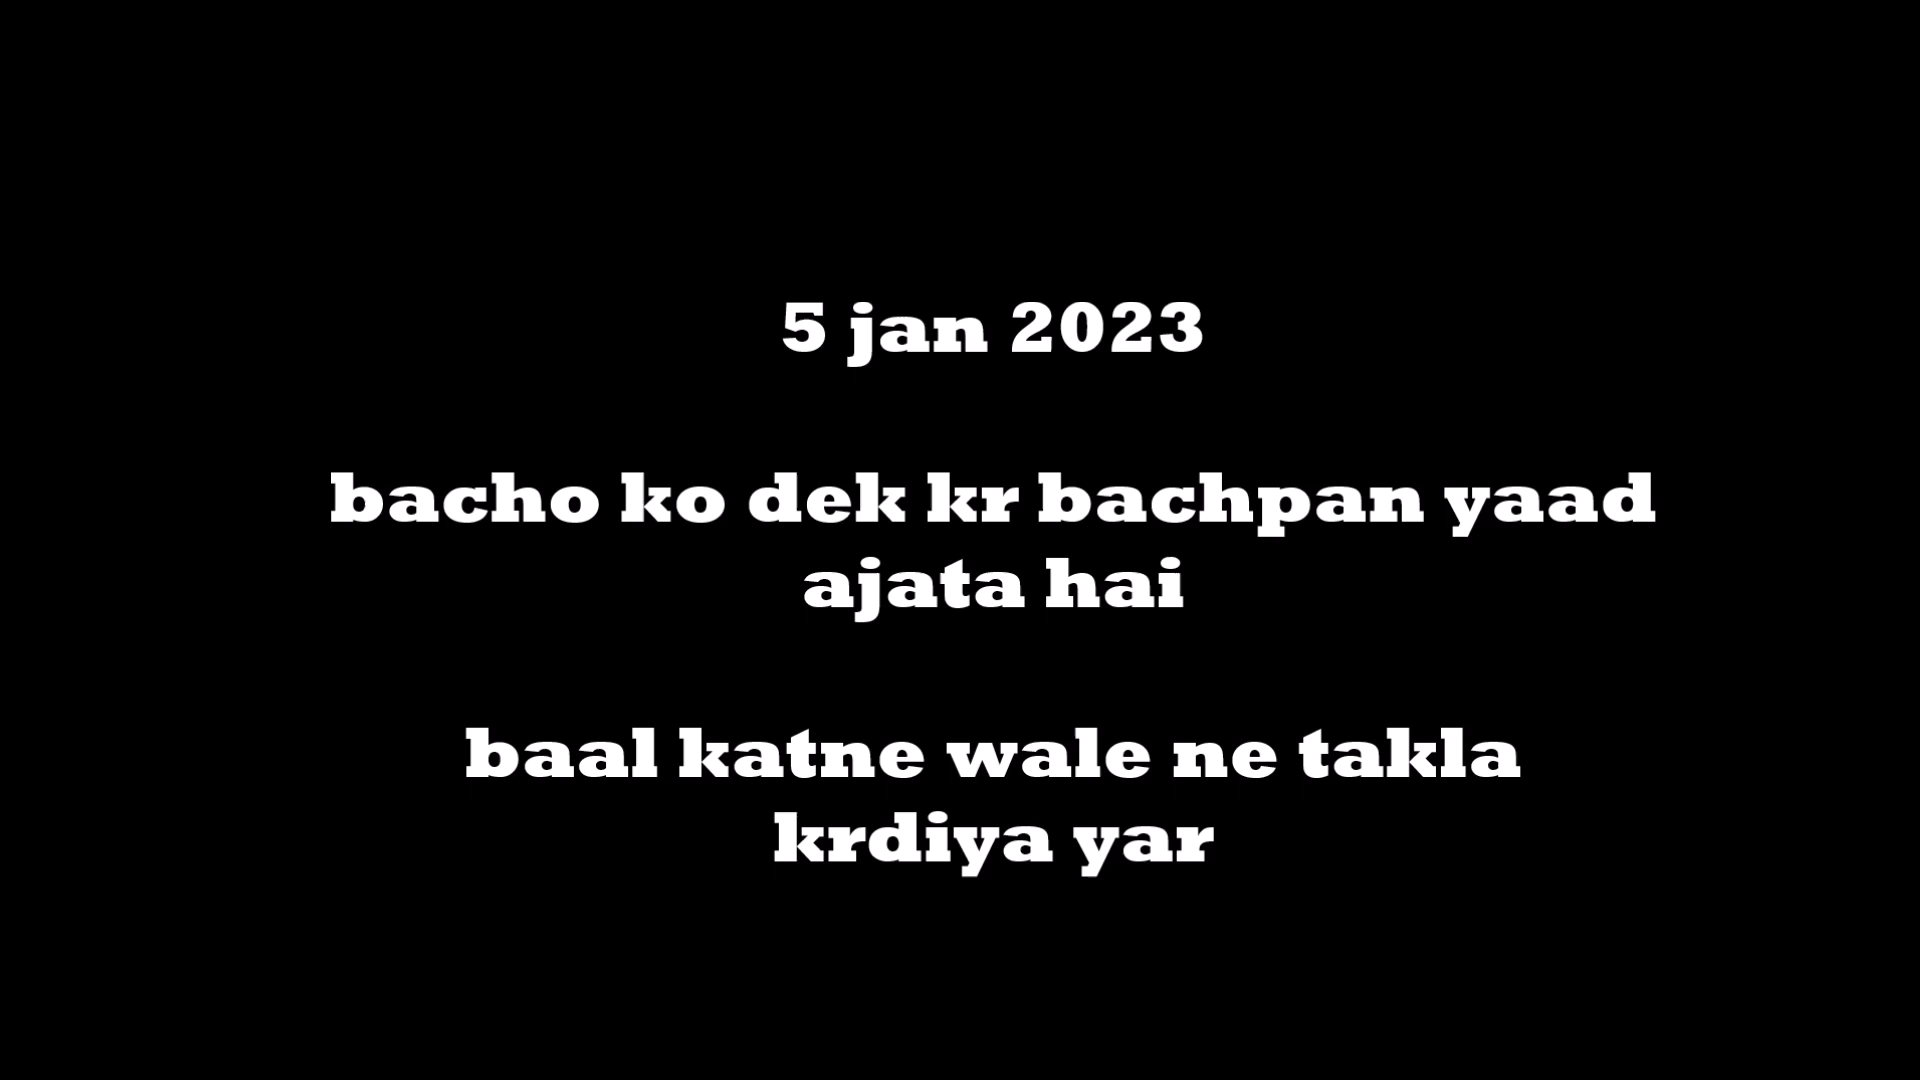 5 jan 2023
bacho ko dek kr bachpan yaad
ajata hai
baal katne wale ne takla
krdiya yar